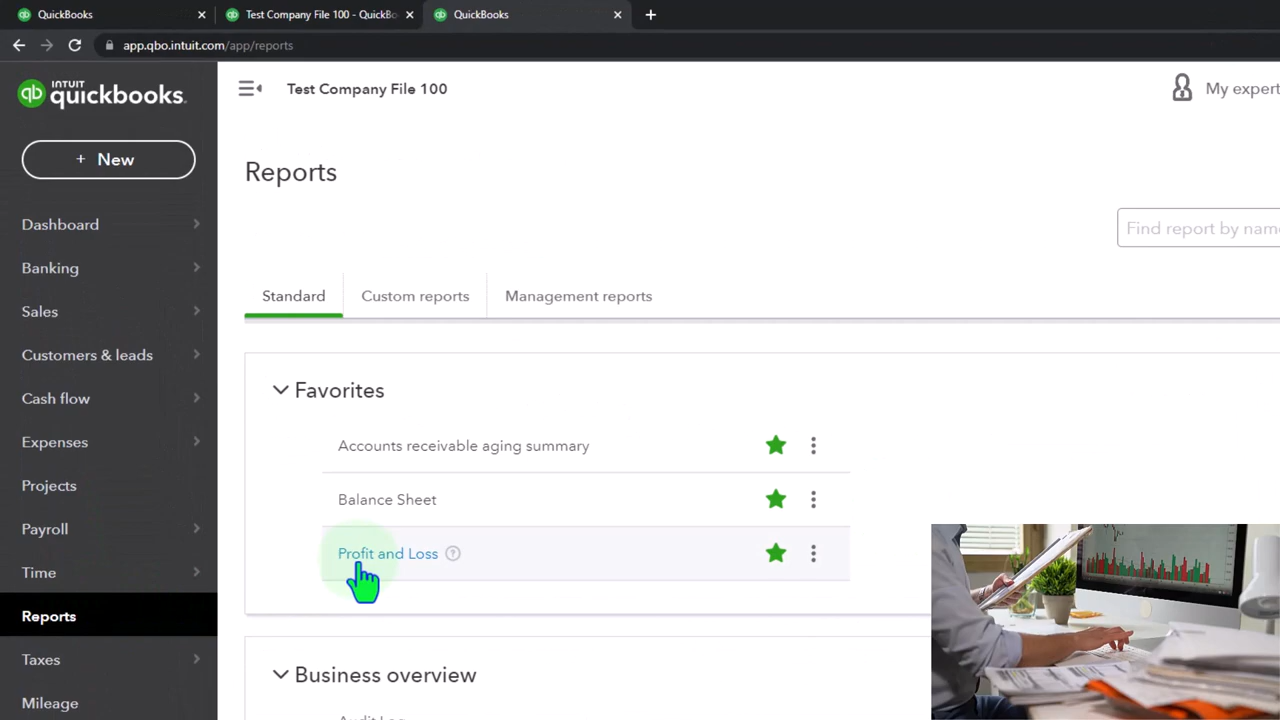 QuickBooks
Test Company File 100 - QuickBo
QuickBooks
app.qbo.intuit.com/app/reports
INTUIT
quickbooks.
Test Company File 100
My expert
+ New
Reports
Find report by name
Dashboard
Banking
Sales
Customers & leads
Cash flow
Expenses
Projects
Payroll
Time
Reports
Taxes
Mileage
Standard
Custom reports
Management reports
Favorites
Accounts receivable aging summary
Balance Sheet
Profit and Loss
Business overview
Audit Log